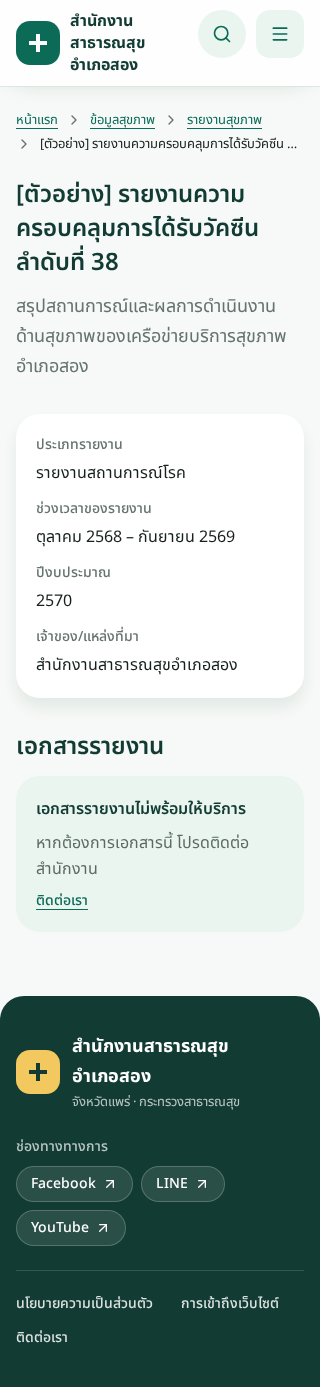 สำนักงาน
สาธารณสุข
อำเภอสอง
หน้าแรก
ข้อมูลสุขภาพ
รายงานสุขภาพ
[ตัวอย่าง] รายงานความครอบคลุมการได้รับวัคซีน ...
[ตัวอย่าง] รายงานความ
ครอบคลุมการได้รับวัคซีน
ลำดับที่ 38
สรุปสถานการณ์และผลการดำเนินงาน
ด้านสุขภาพของเครือข่ายบริการสุขภาพ
อำเภอสอง
ประเภทรายงาน
รายงานสถานการณ์โรค
ช่วงเวลาของรายงาน
ตุลาคม 2568 – กันยายน 2569
ปีงบประมาณ
2570
เจ้าของ/แหล่งที่มา
สำนักงานสาธารณสุขอำเภอสอง
เอกสารรายงาน
เอกสารรายงานไม่พร้อมให้บริการ
หากต้องการเอกสารนี้ โปรดติดต่อ
สำนักงาน
ติดต่อเรา
สำนักงานสาธารณสุข
อำเภอสอง
จังหวัดแพร่ · กระทรวงสาธารณสุข
ช่องทางทางการ
Facebook
LINE
YouTube
นโยบายความเป็นส่วนตัว
การเข้าถึงเว็บไซต์
ติดต่อเรา